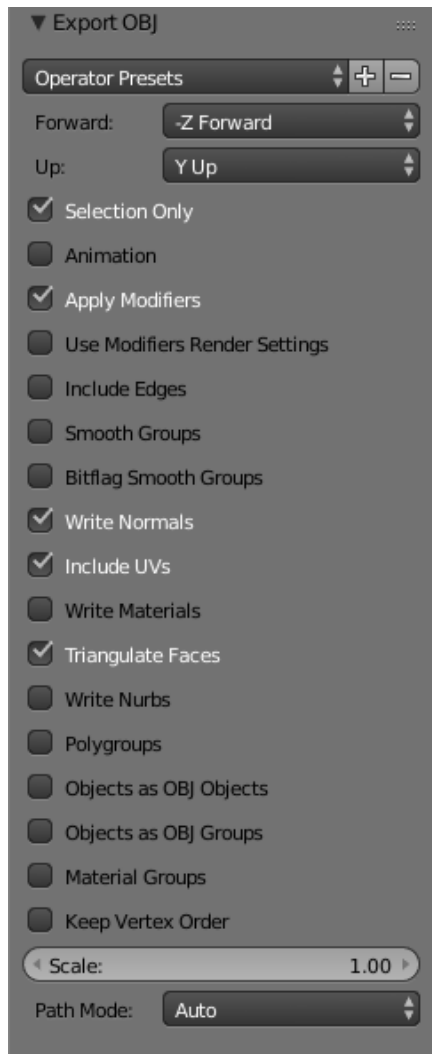 Export OBJ
Operator Presets
Forward: -Z Forward
Up: Y Up
Selection Only
Animation
Apply Modifiers
Use Modifiers Render Settings
Include Edges
Smooth Groups
Bitflag Smooth Groups
Write Normals
Include UVs
Write Materials
Triangulate Faces
Write Nurbs
Polygroups
Objects as OBJ Objects
Objects as OBJ Groups
Material Groups
Keep Vertex Order
Scale: 1.00
Path Mode: Auto